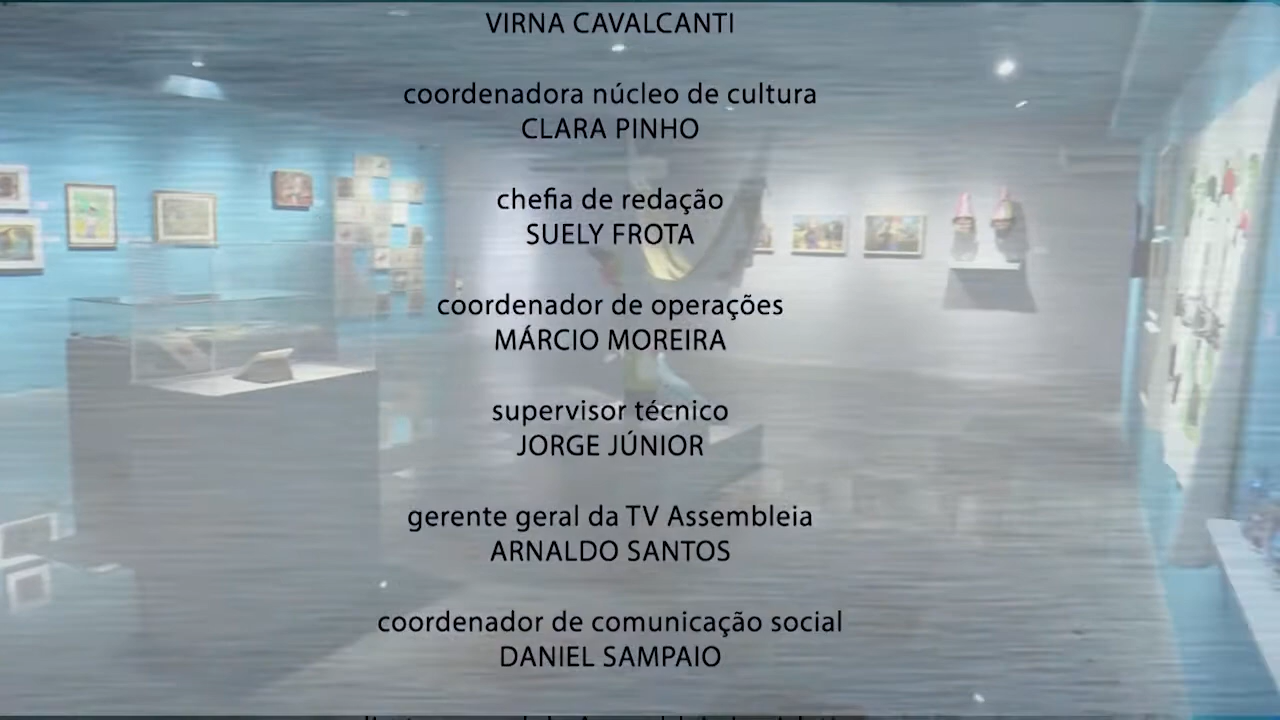 VIRNA CAVALCANTI
coordenadora núcleo de cultura
CLARA PINHO
chefia de redação
SUELY FROTA
coordenador de operações
MÁRCIO MOREIRA
supervisor técnico
JORGE JÚNIOR
gerente geral da TV Assembleia
ARNALDO SANTOS
coordenador de comunicação social
DANIEL SAMPAIO